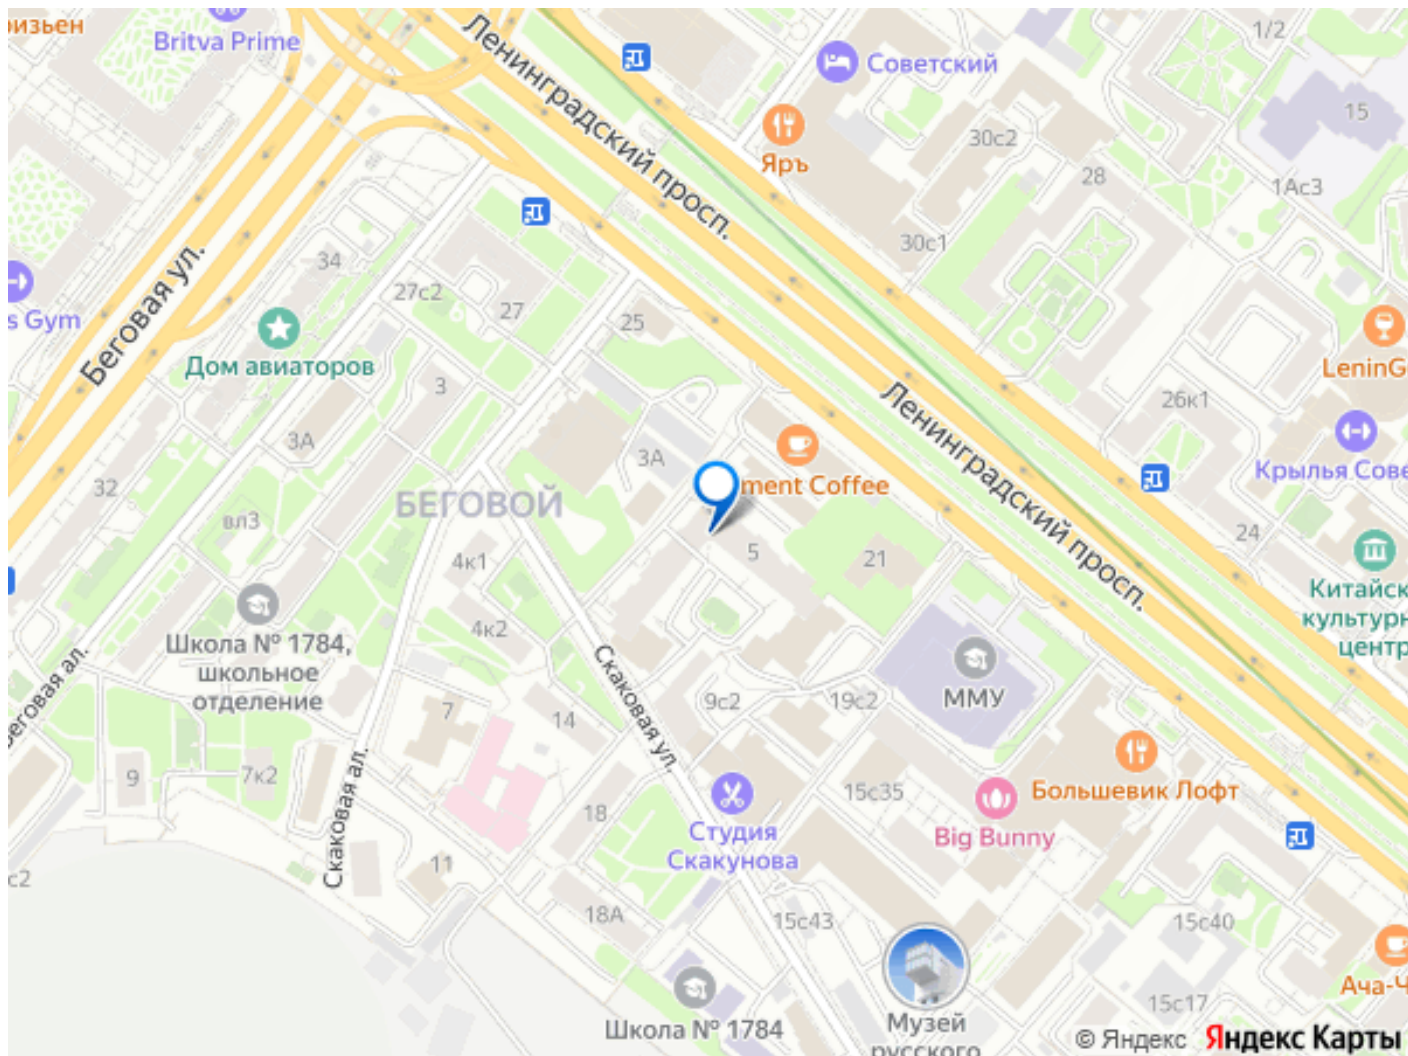 изьен
Britva Prime
Ленинградский просп.
Советский
1/2
15
Яръ
30с2
28
1Ас3
30с1
Беговая ул.
34
27с2
27
25
s Gym
Дом авиаторов
3
LeninG
26к1
Ленинградский просп.
3А
3А
ment Coffee
Крылья Сове
32
БЕГОВОЙ
вл3
4к1
5
21
24
Китайск
культурн
центр
Школа № 1784,
школьное
отделение
4к2
Скаковая ул.
ММУ
9с2
19с2
еговая ал.
7
14
9
7к2
Скаковая ал.
15с35
Большевик Лофт
Big Bunny
18
Студия
Скакунова
11
с2
18А
15с43
15с40
Ача-Ч
15с17
Школа № 1784
Музей
русского
© Яндекс Яндекс Карты